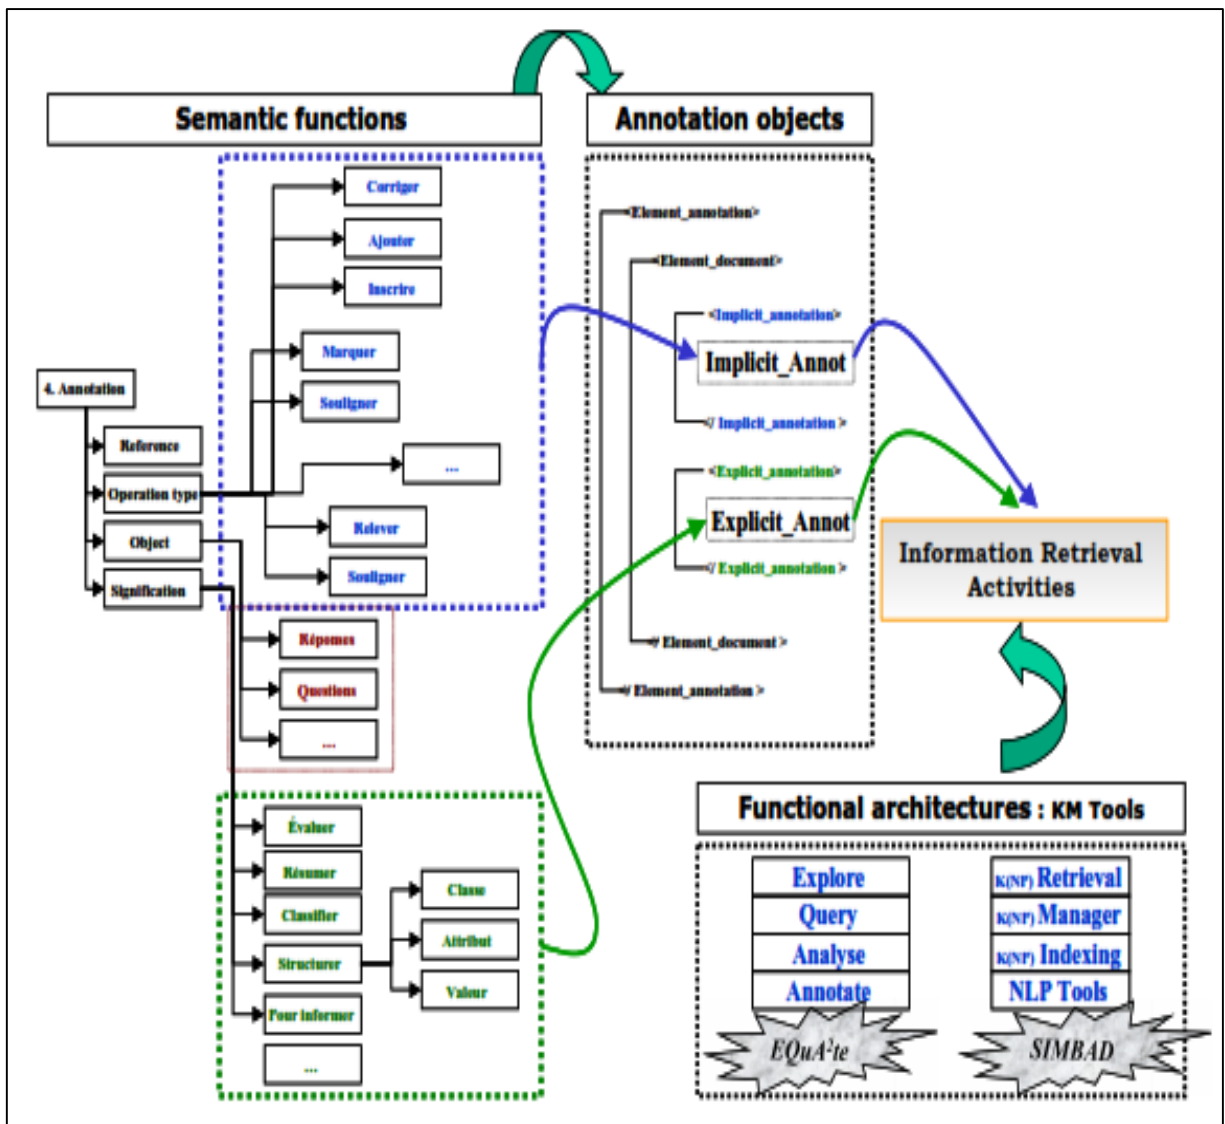 Semantic functions
Annotation objects
Corriger
Ajouter
Inscrire
Marquer
Souligner
...
Relever
Souligner
4. Annotation
Reference
Operation type
Object
Signification
Réponses
Questions
...
Évaluer
Résumer
Classifier
Structurer
Pour informer
...
Classe
Attribut
Valeur
<Element_annotation>
<Element_document>
<Implicit_annotation>
Implicit_Annot
</ Implicit_annotation >
<Explicit_annotation>
Explicit_Annot
</ Explicit_annotation >
</ Element_document >
</ Element_annotation >
Information Retrieval
Activities
Functional architectures : KM Tools
Explore
Query
Analyse
Annotate
EQuA²te
K(NP) Retrieval
K(NP) Manager
K(NP) Indexing
NLP Tools
SIMBAD